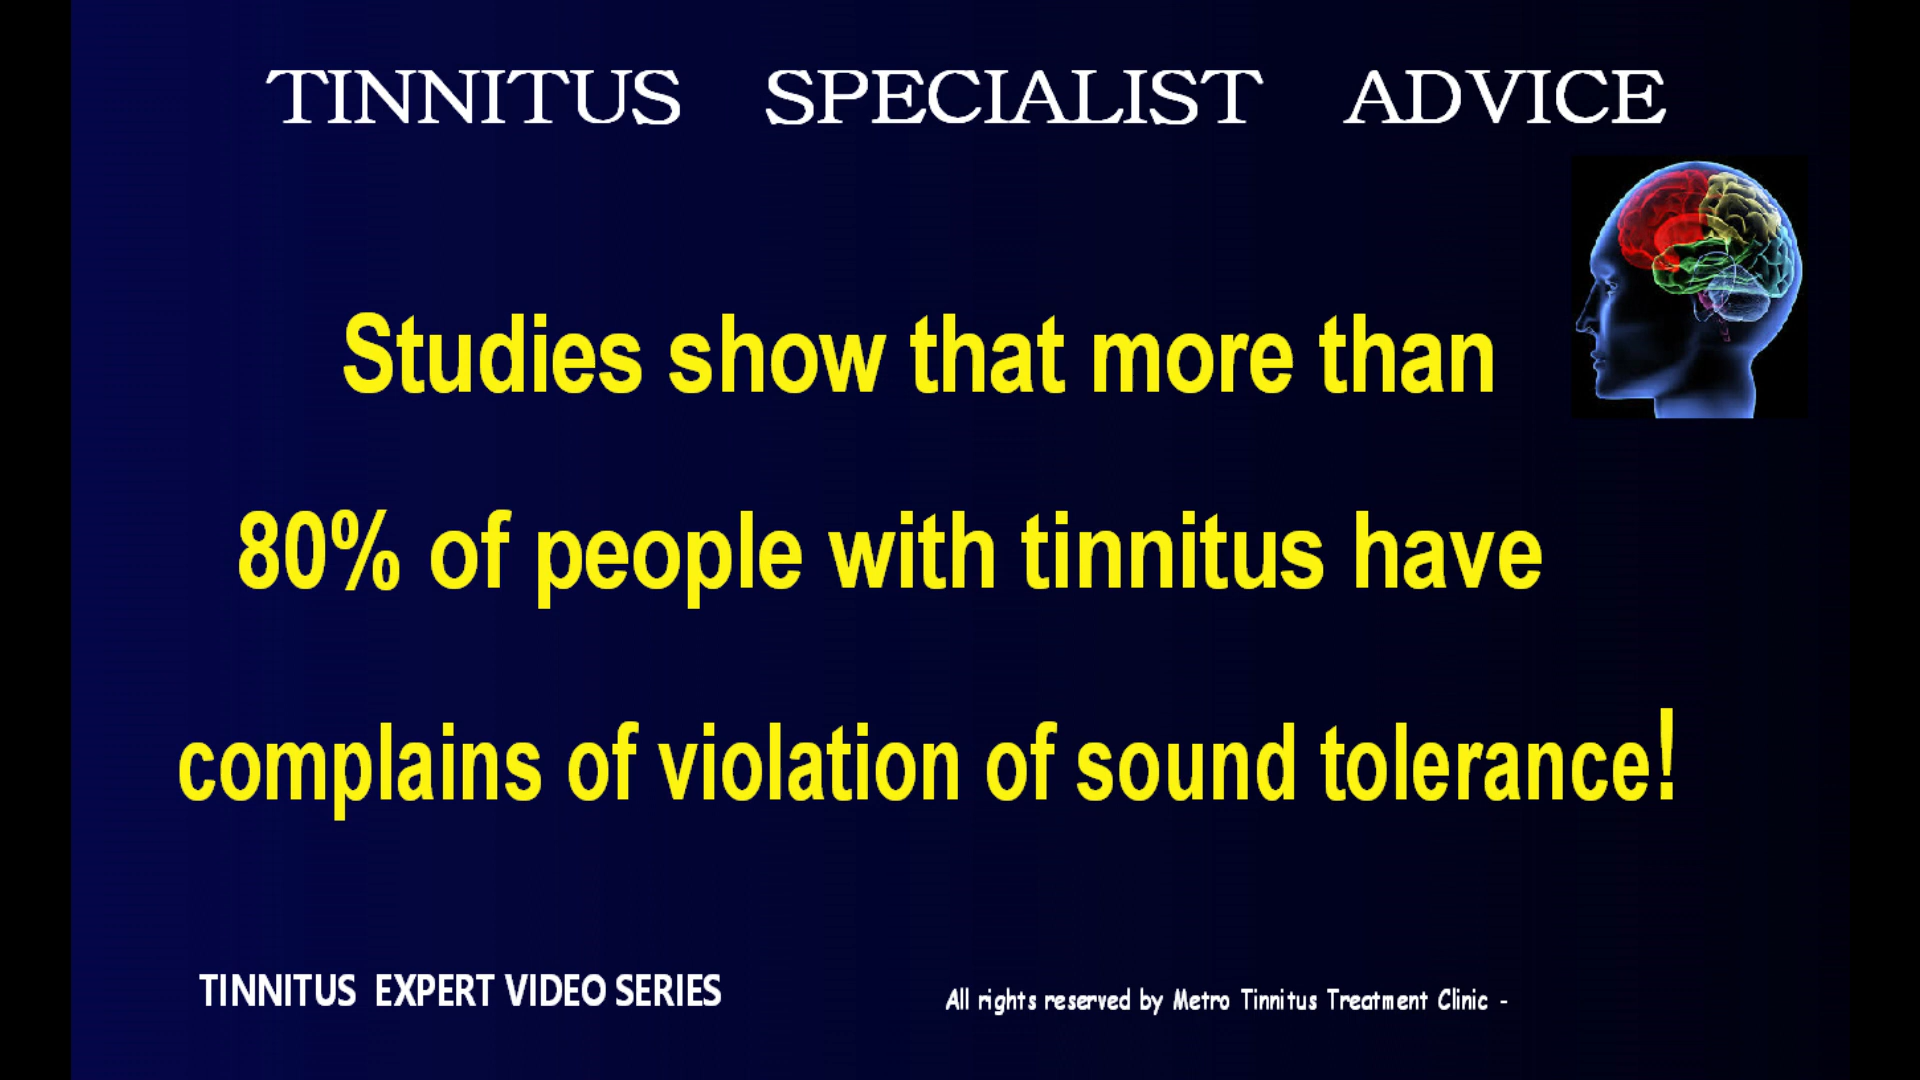 TINNITUS SPECIALIST ADVICE
Studies show that more than
80% of people with tinnitus have
complains of violation of sound tolerance!
TINNITUS EXPERT VIDEO SERIES
All rights reserved by Metro Tinnitus Treatment Clinic -